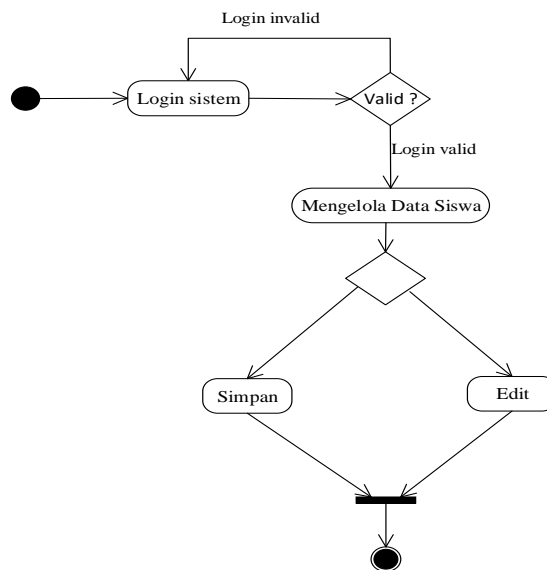 Login invalid
Login sistem
Valid ?
Login valid
Mengelola Data Siswa
Simpan
Edit